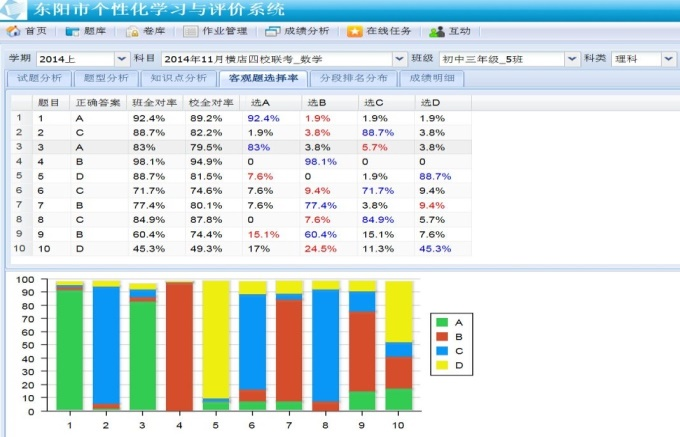 东阳市个性化学习与评价系统
首页 题库 卷库 作业管理 成绩分析 在线任务 互动
学期 2014上 科目 2014年11月横店四校联考_数学 班级 初中三年级_5班 科类 理科
试题分析 题型分析 知识点分析 客观题选择率 分段排名分布 成绩明细
题目 正确答案 班全对率 校全对率 选A 选B 选C 选D
1 1 A 92.4% 89.2% 92.4% 1.9% 1.9% 1.9%
2 2 C 88.7% 82.2% 1.9% 3.8% 88.7% 3.8%
3 3 A 83% 79.5% 83% 3.8% 5.7% 3.8%
4 4 B 98.1% 94.9% 0 98.1% 0 0
5 5 D 88.7% 81.5% 7.6% 0 1.9% 88.7%
6 6 C 71.7% 74.6% 7.6% 9.4% 71.7% 9.4%
7 7 B 77.4% 80.1% 7.6% 77.4% 3.8% 9.4%
8 8 C 84.9% 87.8% 0 7.6% 84.9% 5.7%
9 9 B 60.4% 74.4% 15.1% 60.4% 15.1% 7.6%
10 10 D 45.3% 49.3% 17% 24.5% 11.3% 45.3%
100
90
80
70
60
50
40
30
20
10
0
1 2 3 4 5 6 7 8 9 10
A
B
C
D